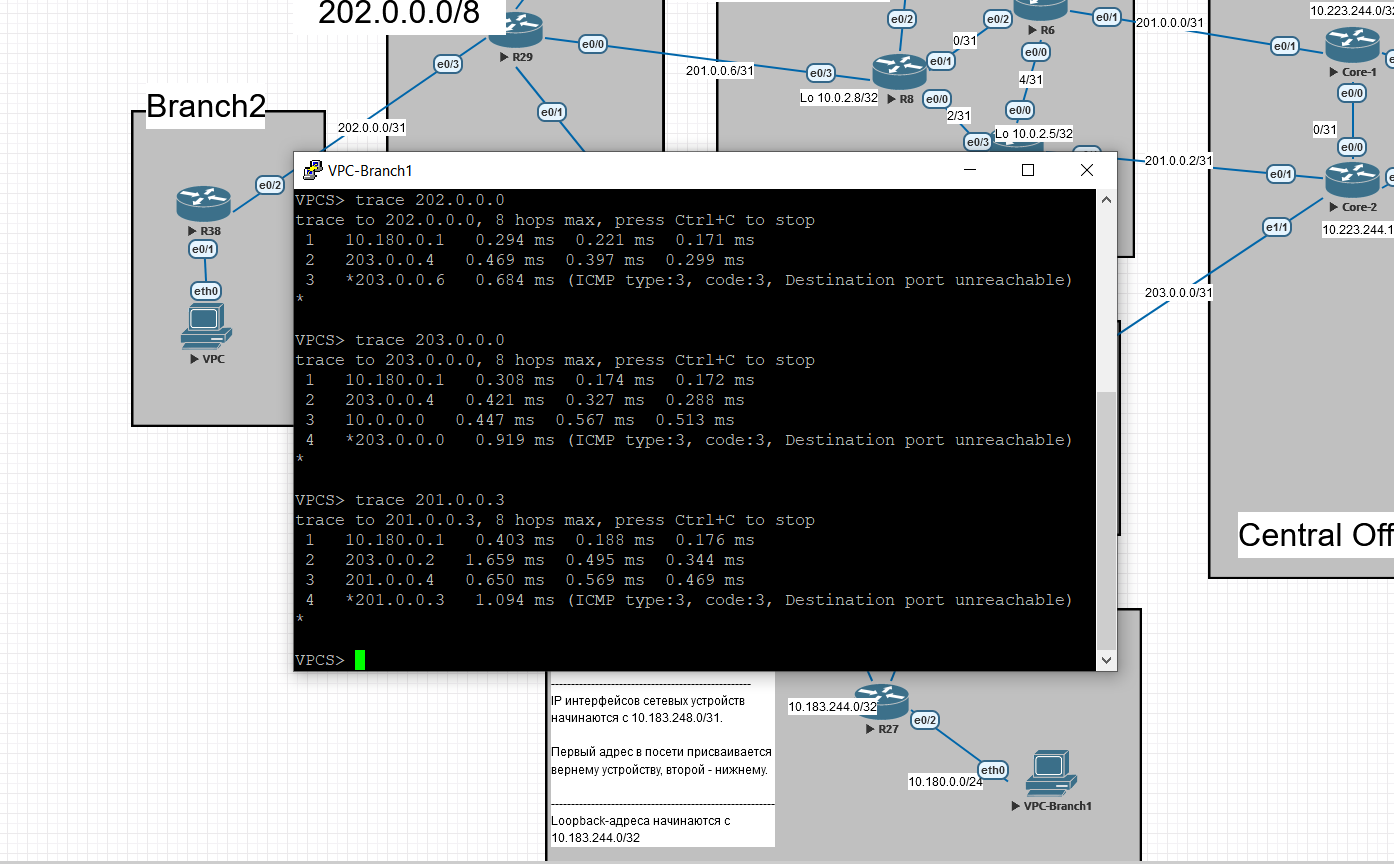 202.0.0.0/8
e0/2
e0/2
R6
e0/1
201.0.0.0/31
10.223.244.0/32
R29
e0/0
e0/3
201.0.0.6/31
e0/3
0/31
e0/1
e0/0
e0/1
Core-1
Lo 10.0.2.8/32
R8
e0/0
4/31
e0/0
Branch2
202.0.0.0/31
e0/1
2/31
e0/0
Lo 10.0.2.5/32
e0/3
0/31
e0/0
201.0.0.2/31
e0/1
Core-2
e1/1
10.223.244.1
203.0.0.0/31
e0/2
R38
e0/1
eth0
VPC
VPC-Branch1
VPCS> trace 202.0.0.0
trace to 202.0.0.0, 8 hops max, press Ctrl+C to stop
1 10.180.0.1 0.294 ms 0.221 ms 0.171 ms
2 203.0.0.4 0.469 ms 0.397 ms 0.299 ms
3 *203.0.0.6 0.684 ms (ICMP type:3, code:3, Destination port unreachable)
*
VPCS> trace 203.0.0.0
trace to 203.0.0.0, 8 hops max, press Ctrl+C to stop
1 10.180.0.1 0.308 ms 0.174 ms 0.172 ms
2 203.0.0.4 0.421 ms 0.327 ms 0.288 ms
3 10.0.0.0 0.447 ms 0.567 ms 0.513 ms
4 *203.0.0.0 0.919 ms (ICMP type:3, code:3, Destination port unreachable)
*
VPCS> trace 201.0.0.3
trace to 201.0.0.3, 8 hops max, press Ctrl+C to stop
1 10.180.0.1 0.403 ms 0.188 ms 0.176 ms
2 203.0.0.2 1.659 ms 0.495 ms 0.344 ms
3 201.0.0.4 0.650 ms 0.569 ms 0.469 ms
4 *201.0.0.3 1.094 ms (ICMP type:3, code:3, Destination port unreachable)
*
VPCS>
Central Off
IP интерфейсов сетевых устройств
начинаются с 10.183.248.0/31.
Первый адрес в посети присваивается
вернему устройству, второй - нижнему.
Loopback-адреса начинаются с
10.183.244.0/32
10.183.244.0/32
R27
e0/2
eth0
10.180.0.0/24
VPC-Branch1